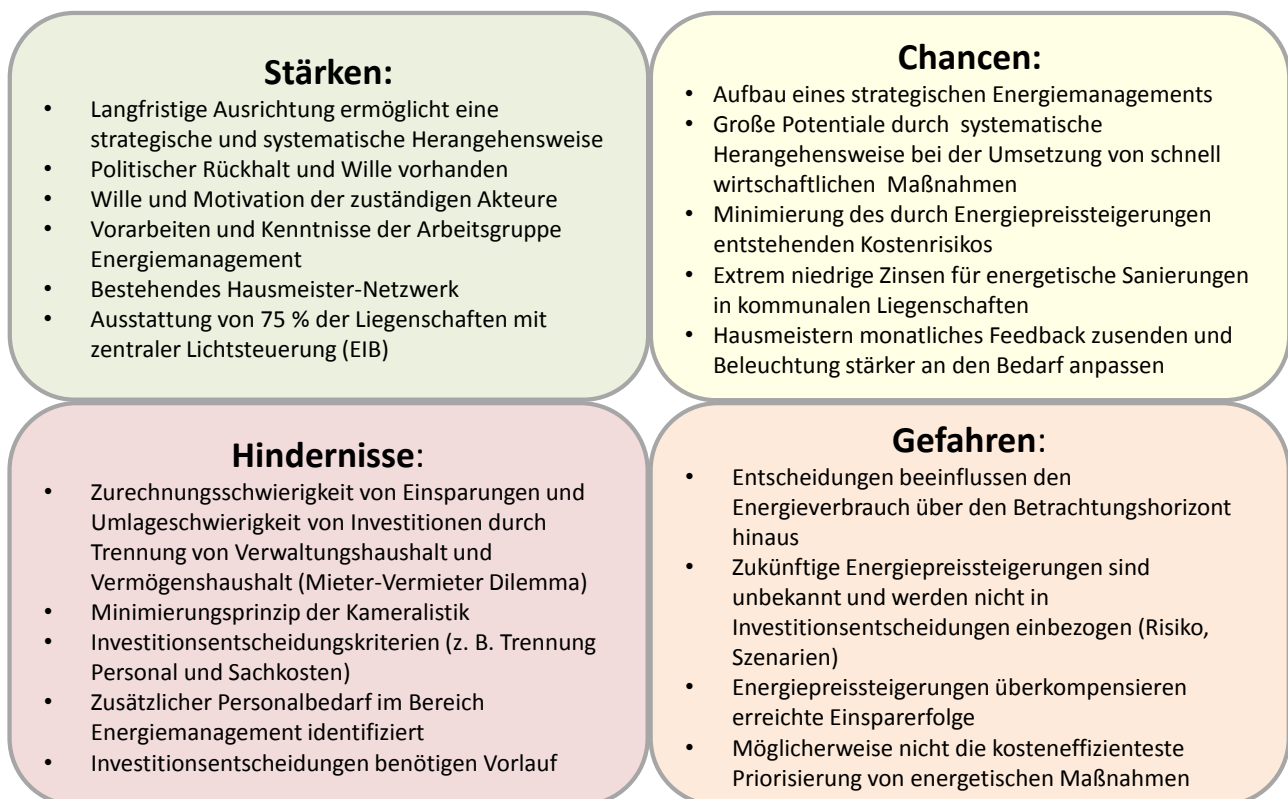 Stärken:
• Langfristige Ausrichtung ermöglicht eine
strategische und systematische Herangehensweise
• Politischer Rückhalt und Wille vorhanden
• Wille und Motivation der zuständigen Akteure
• Vorarbeiten und Kenntnisse der Arbeitsgruppe
Energiemanagement
• Bestehendes Hausmeister-Netzwerk
• Ausstattung von 75 % der Liegenschaften mit
zentraler Lichtsteuerung (EIB)
Chancen:
• Aufbau eines strategischen Energiemanagements
• Große Potentiale durch systematische
Herangehensweise bei der Umsetzung von schnell
wirtschaftlichen Maßnahmen
• Minimierung des durch Energiepreissteigerungen
entstehenden Kostenrisikos
• Extrem niedrige Zinsen für energetische Sanierungen
in kommunalen Liegenschaften
• Hausmeistern monatliches Feedback zusenden und
Beleuchtung stärker an den Bedarf anpassen
Hindernisse:
• Zurechnungsschwierigkeit von Einsparungen und
Umlageschwierigkeit von Investitionen durch
Trennung von Verwaltungshaushalt und
Vermögenshaushalt (Mieter-Vermieter Dilemma)
• Minimierungsprinzip der Kameralistik
• Investitionsentscheidungskriterien (z. B. Trennung
Personal und Sachkosten)
• Zusätzlicher Personalbedarf im Bereich
Energiemanagement identifiziert
• Investitionsentscheidungen benötigen Vorlauf
Gefahren:
• Entscheidungen beeinflussen den
Energieverbrauch über den Betrachtungshorizont
hinaus
• Zukünftige Energiepreissteigerungen sind
unbekannt und werden nicht in
Investitionsentscheidungen einbezogen (Risiko,
Szenarien)
• Energiepreissteigerungen überkompensieren
erreichte Einsparerfolge
• Möglicherweise nicht die kosteneffizienteste
Priorisierung von energetischen Maßnahmen